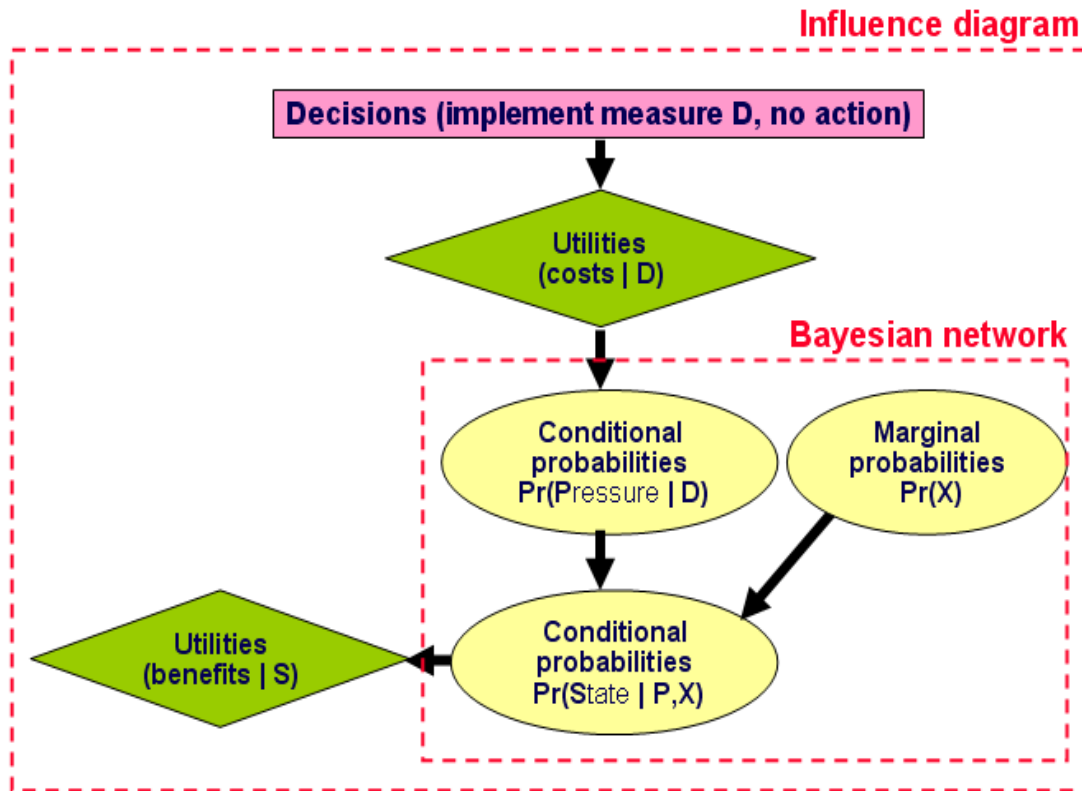 Influence diagram
Decisions (implement measure D, no action)
Utilities
(costs | D)
Bayesian network
Conditional
probabilities
Pr(Pressure | D)
Marginal
probabilities
Pr(X)
Utilities
(benefits | S)
Conditional
probabilities
Pr(State | P,X)